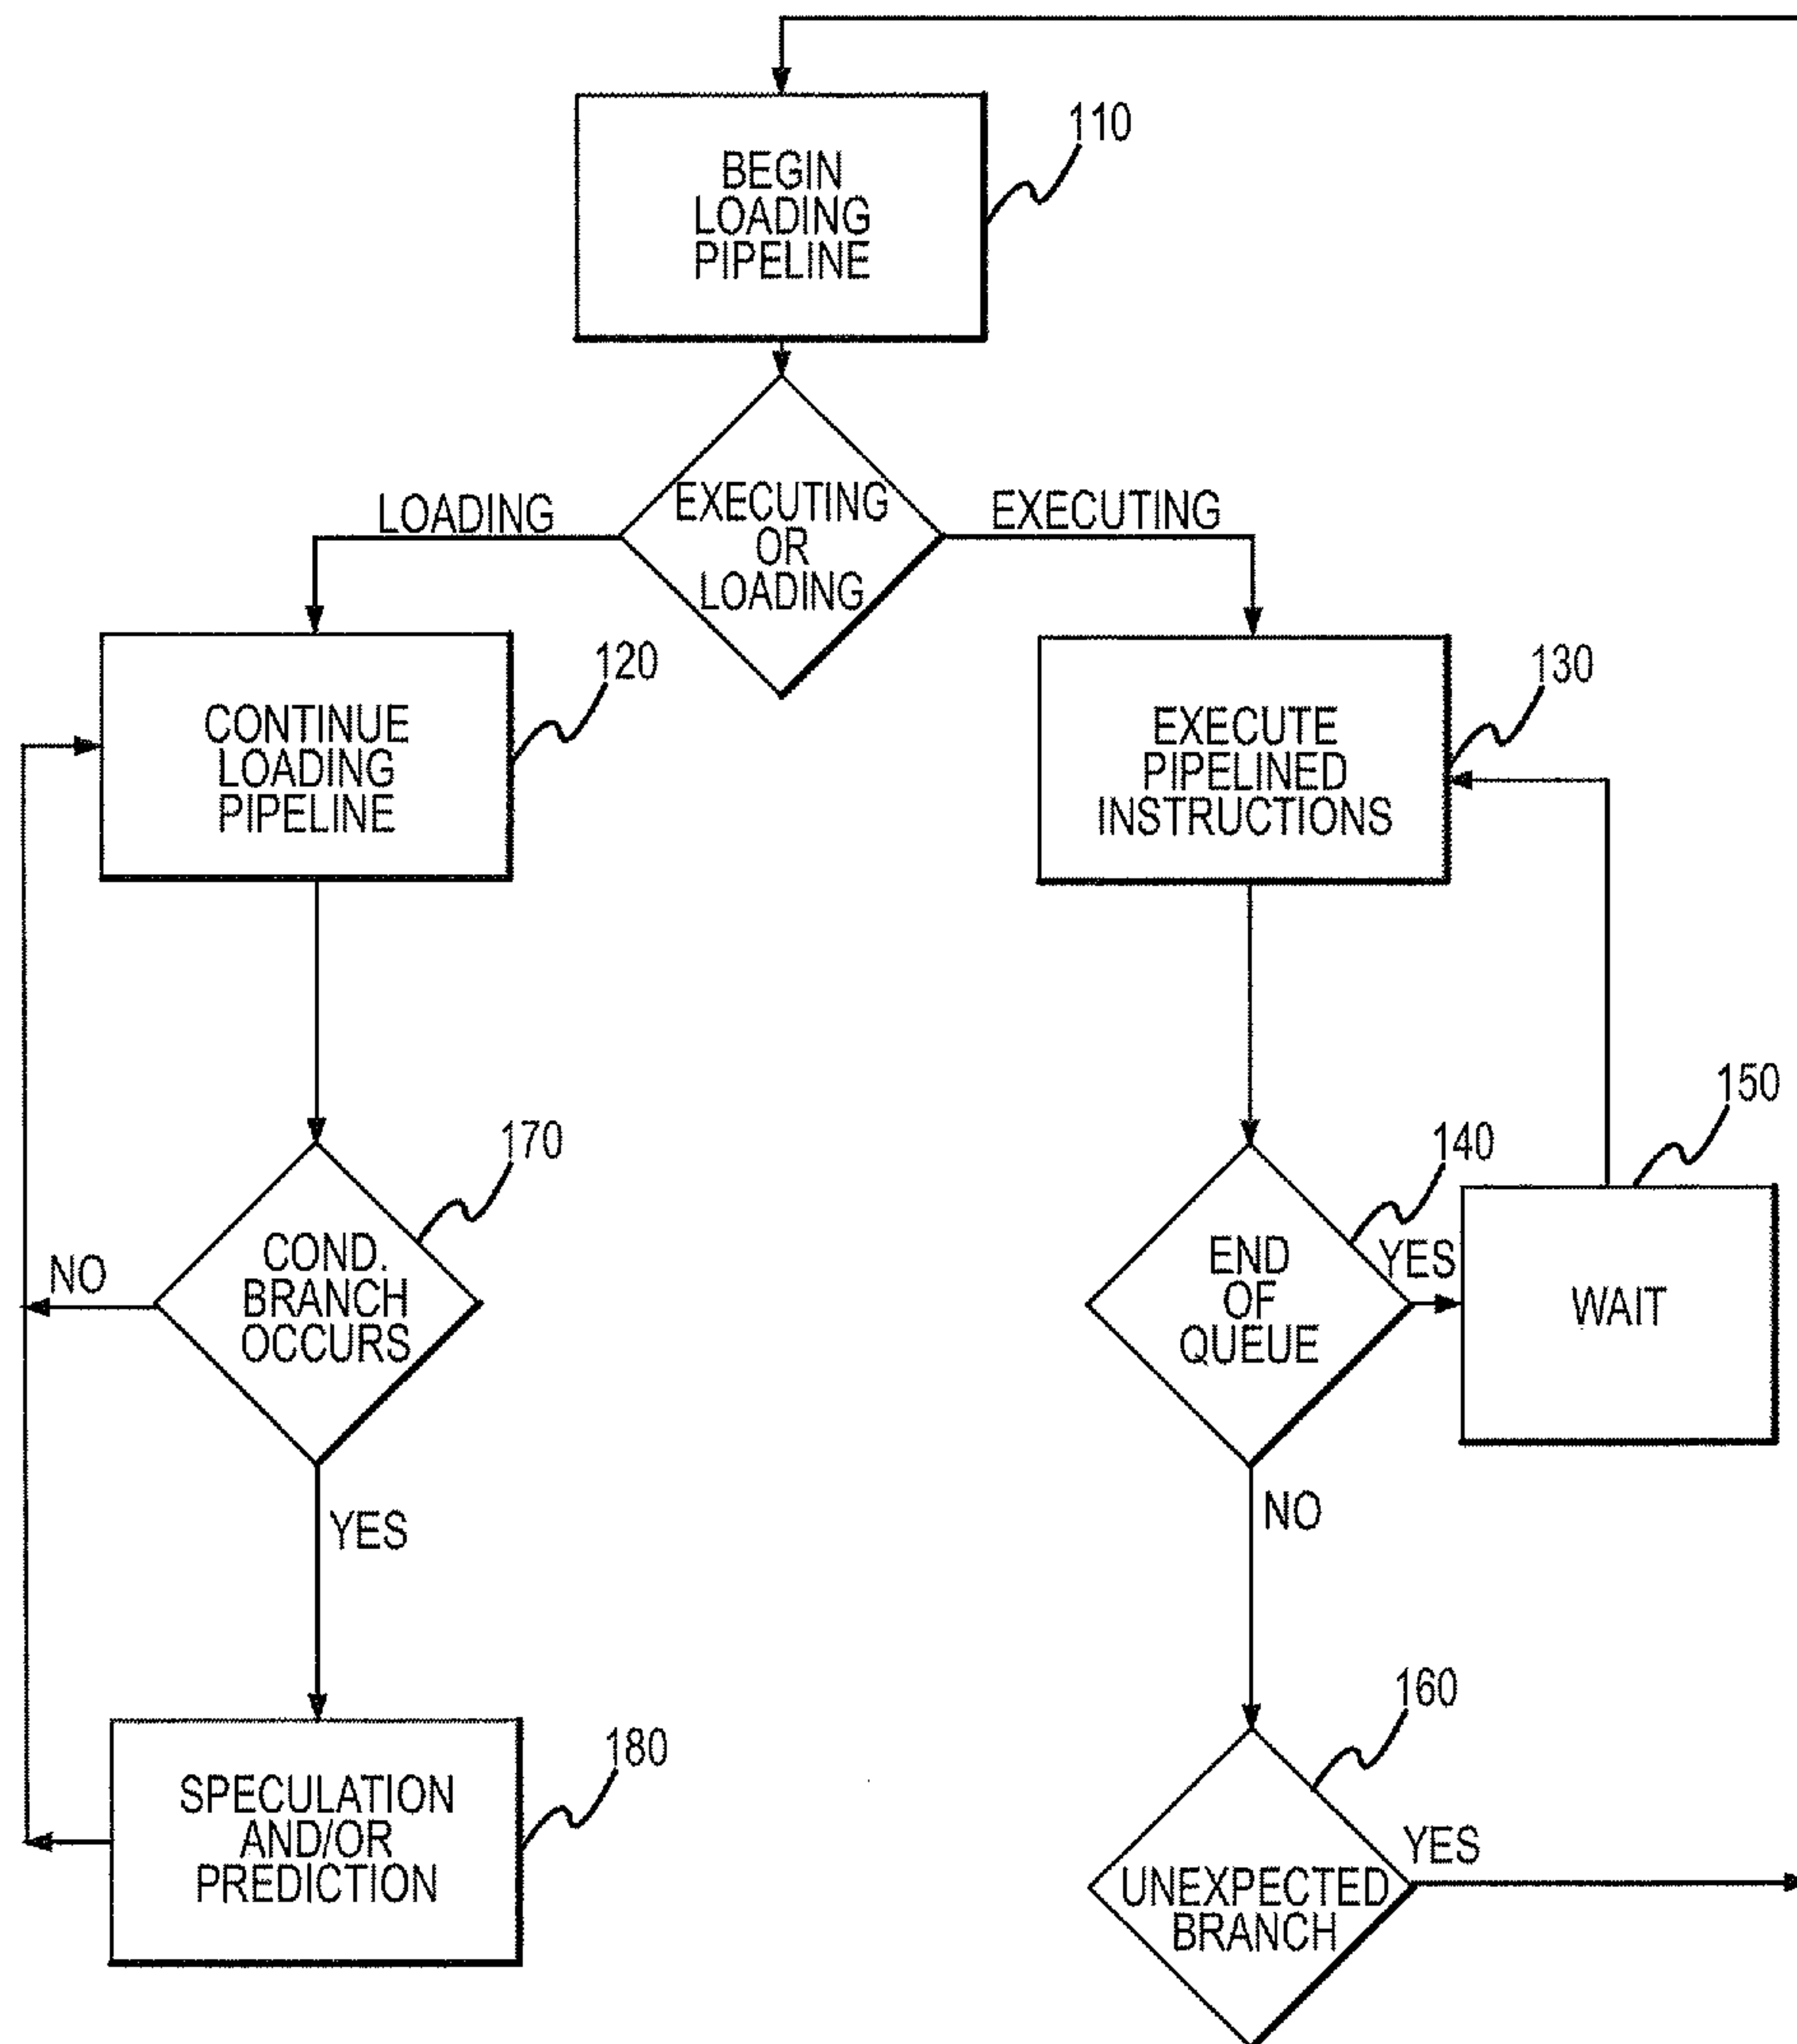 110
BEGIN
LOADING
PIPELINE
LOADING
EXECUTING
OR
LOADING
EXECUTING
120
CONTINUE
LOADING
PIPELINE
130
EXECUTE
PIPELINED
INSTRUCTIONS
170
COND.
BRANCH
OCCURS
NO
YES
140
END
OF
QUEUE
YES
NO
150
WAIT
180
SPECULATION
AND/OR
PREDICTION
160
UNEXPECTED
BRANCH
YES